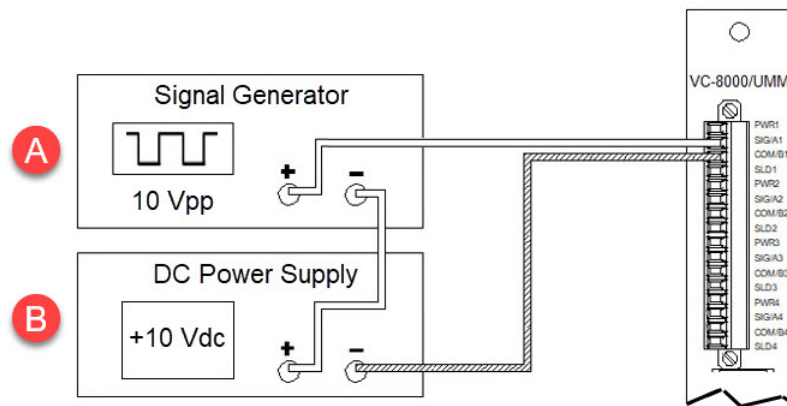 VC-8000/UMM
Signal Generator
A
10 Vpp
+
-
DC Power Supply
B
+10 Vdc
+
-
PWR1
SIG/A1
COM/B1
SLD1
PWR2
SIG/A2
COM/B2
SLD2
PWR3
SIG/A3
COM/B3
SLD3
PWR4
SIG/A4
COM/B4
SLD4